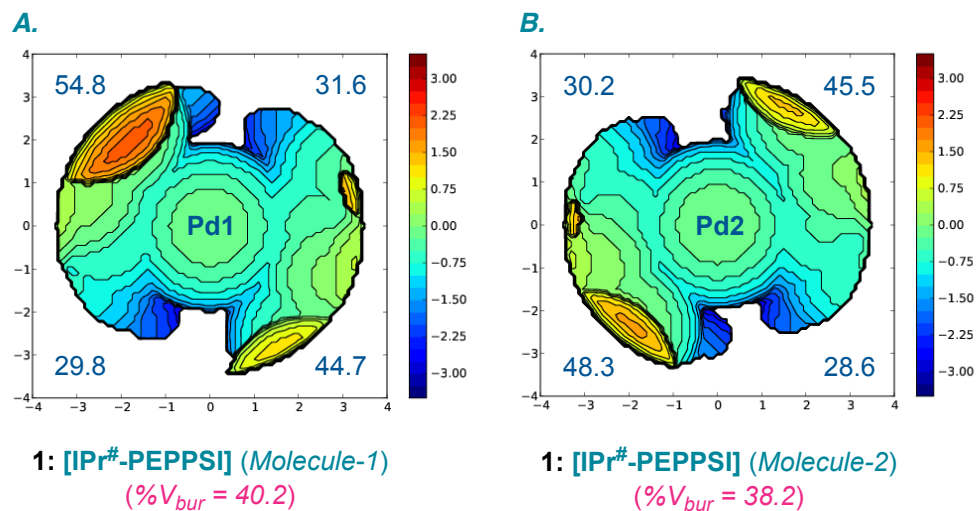 A. B.
54.8 31.6 30.2 45.5
Pd1 Pd2
29.8 44.7 48.3 28.6
4 3 2 1 0 −1 −2 −3 −4
−4 −3 −2 −1 0 1 2 3 4
3.00 2.25 1.50 0.75 0.00 −0.75 −1.50 −2.25 −3.00
4 3 2 1 0 −1 −2 −3 −4
−4 −3 −2 −1 0 1 2 3 4
3.00 2.25 1.50 0.75 0.00 −0.75 −1.50 −2.25 −3.00
1: [IPr#-PEPPSI] (Molecule-1)
(%Vbur = 40.2)
1: [IPr#-PEPPSI] (Molecule-2)
(%Vbur = 38.2)